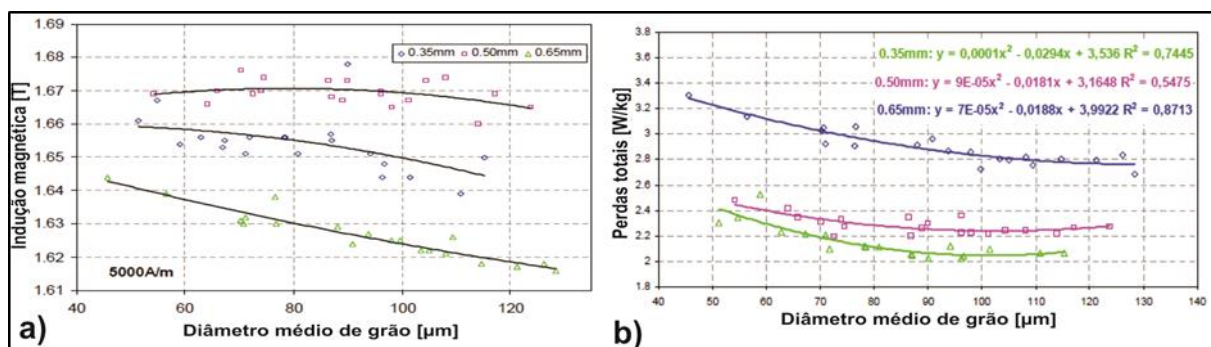 1.69
1.68
1.67
1.66
1.65
1.64
1.63
1.62
1.61
Indução magnética [T]
0.35mm 0.50mm 0.65mm
5000A/m
40 60 80 100 120
Diâmetro médio de grão [µm]
a)
3.8
3.6
3.4
3.2
3
2.8
2.6
2.4
2.2
2
1.8
Perdas totais [W/kg]
0.35mm: y = 0,0001x² - 0,0294x + 3,536 R² = 0,7445
0.50mm: y = 9E-05x² - 0,0181x + 3,1648 R² = 0,5475
0.65mm: y = 7E-05x² - 0,0188x + 3,9922 R² = 0,8713
40 50 60 70 80 90 100 110 120 130 140
Diâmetro médio de grão [µm]
b)